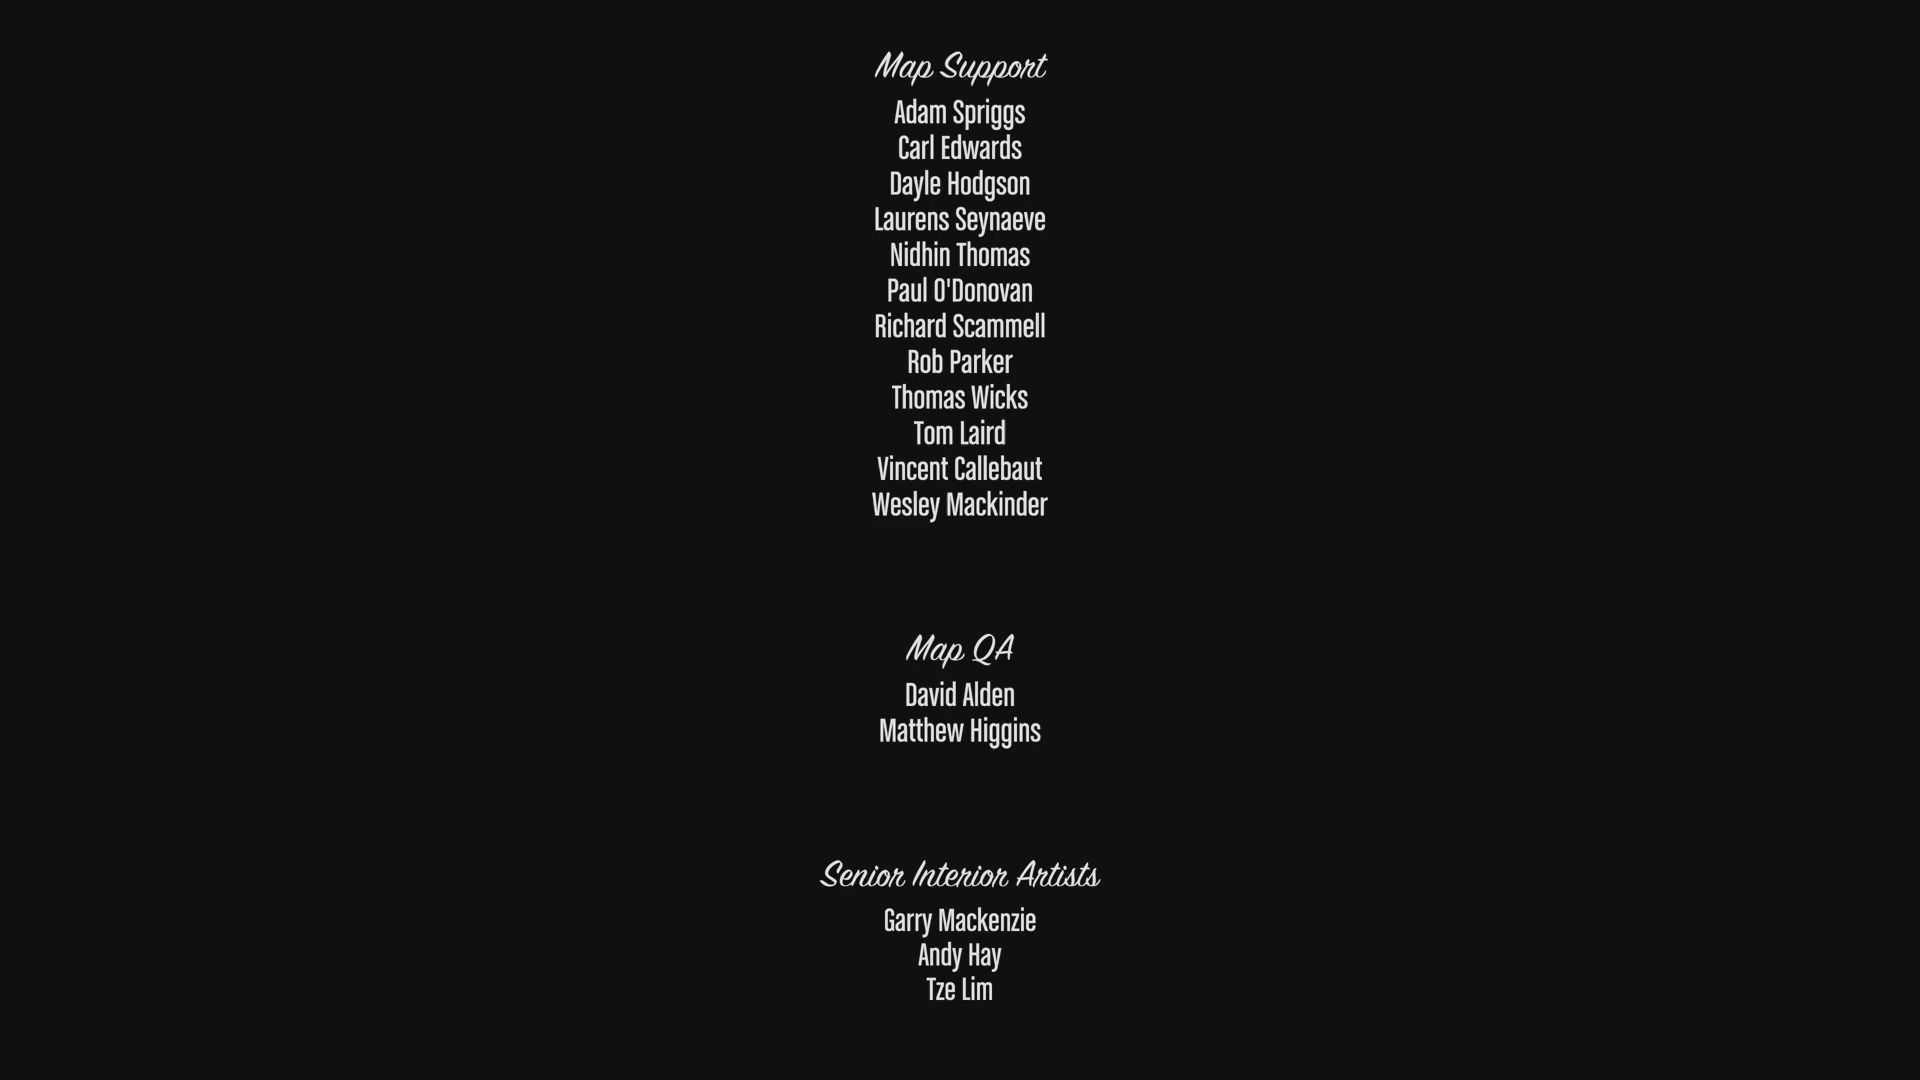 Map Support
Adam Spriggs
Carl Edwards
Dayle Hodgson
Laurens Seynaeve
Nidhin Thomas
Paul O'Donovan
Richard Scammell
Rob Parker
Thomas Wicks
Tom Laird
Vincent Callebaut
Wesley Mackinder
Map QA
David Alden
Matthew Higgins
Senior Interior Artists
Garry Mackenzie
Andy Hay
Tze Lim